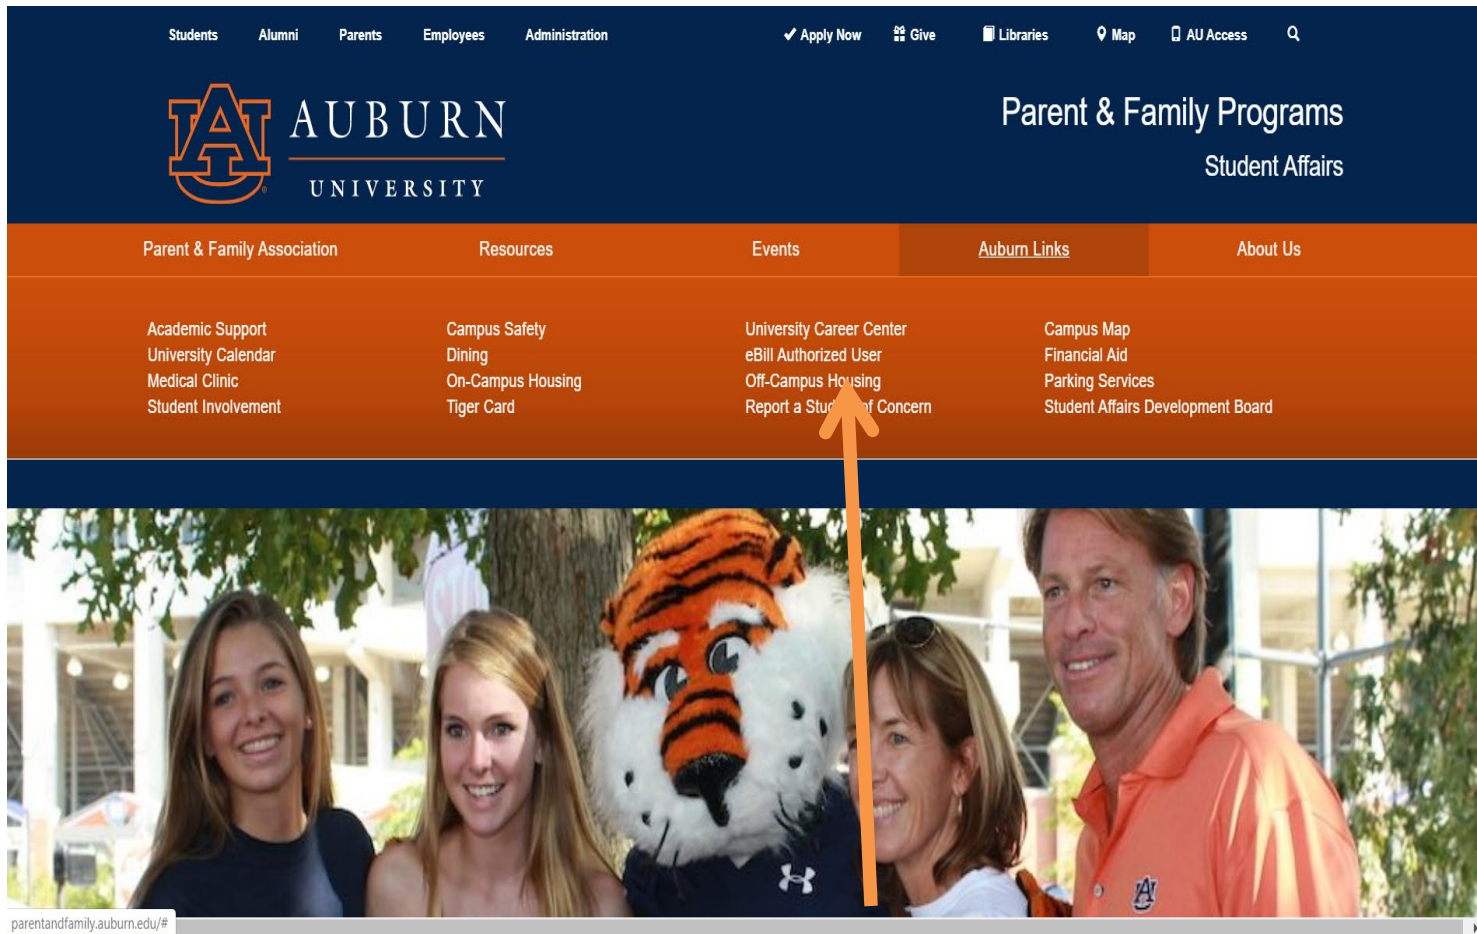 Students Alumni Parents Employees Administration Apply Now Give Libraries Map AU Access
AUBURN
UNIVERSITY
Parent & Family Programs
Student Affairs
Parent & Family Association Resources Events Auburn Links About Us
Academic Support Campus Safety University Career Center Campus Map
University Calendar Dining eBill Authorized User Financial Aid
Medical Clinic On-Campus Housing Off-Campus Housing Parking Services
Student Involvement Tiger Card Report a Student of Concern Student Affairs Development Board
AU
parentandfamily.auburn.edu/#